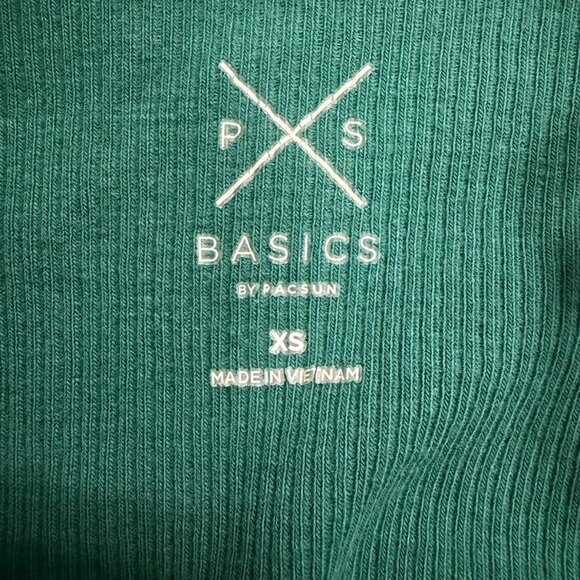 P S
BASICS
BY PACSUN
XS
MADE IN VIETNAM